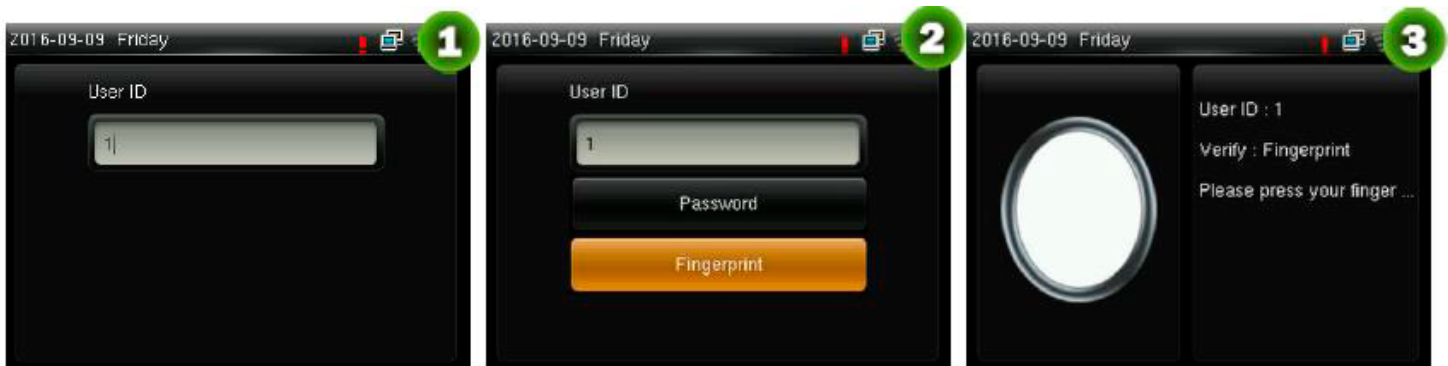 2016-09-09 Friday
1
User ID
1
2016-09-09 Friday
2
User ID
1
Password
Fingerprint
2016-09-09 Friday
3
User ID : 1
Verify : Fingerprint
Please press your finger ...